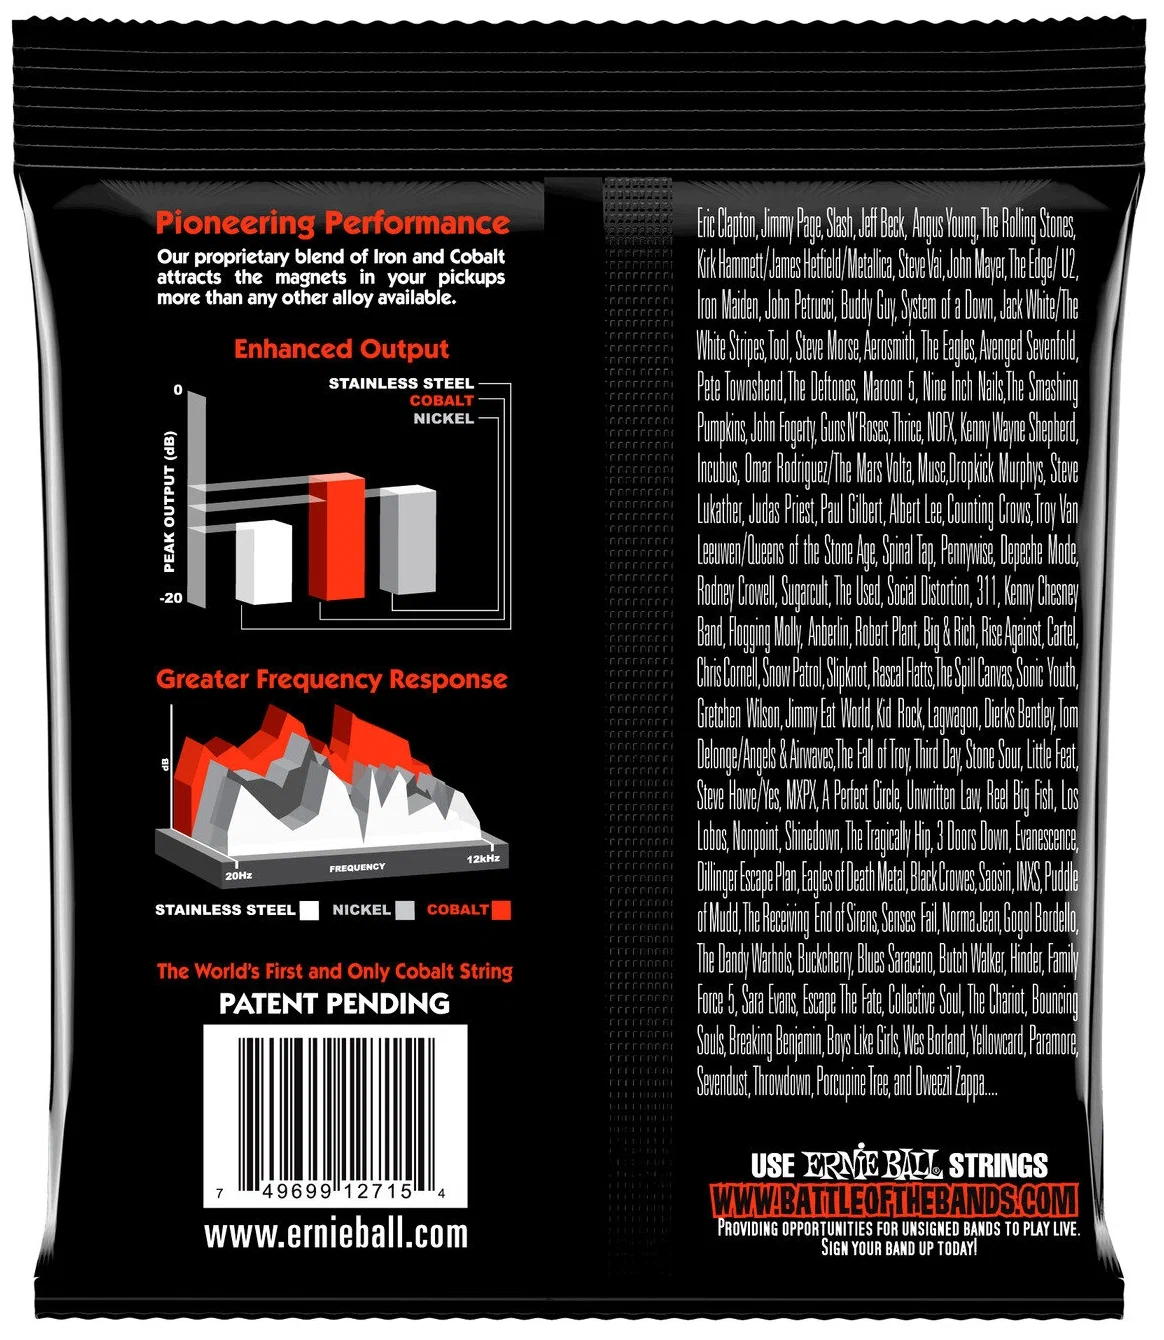 Pioneering Performance
Our proprietary blend of Iron and Cobalt
attracts the magnets in your pickups
more than any other alloy available.
Enhanced Output
STAINLESS STEEL
COBALT
NICKEL
0
PEAK OUTPUT (dB)
-20
Greater Frequency Response
dB
20Hz
FREQUENCY
12kHz
STAINLESS STEEL NICKEL COBALT
The World's First and Only Cobalt String
PATENT PENDING
7 49699 12715 4
www.ernieball.com
Eric Clapton, Jimmy Page, Slash, Jeff Beck, Angus Young, The Rolling Stones,
Kirk Hammett/James Hetfield/Metallica, Steve Vai, John Mayer, The Edge/ U2,
Iron Maiden, John Petrucci, Buddy Guy, System of a Down, Jack White/The
White Stripes, Tool, Steve Morse, Aerosmith, The Eagles, Avenged Sevenfold,
Pete Townshend, The Deftones, Maroon 5, Nine Inch Nails, The Smashing
Pumpkins, John Fogerty, Guns N' Roses, Thrice, NOFX, Kenny Wayne Shepherd,
Incubus, Omar Rodriguez/The Mars Volta, Muse, Dropkick Murphys, Steve
Lukather, Judas Priest, Paul Gilbert, Albert Lee, Counting Crows, Troy Van
Leeuwen/Queens of the Stone Age, Spinal Tap, Pennywise, Depeche Mode,
Rodney Crowell, Sugarcult, The Used, Social Distortion, 311, Kenny Chesney
Band, Flogging Molly, Anberlin, Robert Plant, Big & Rich, Rise Against, Cartel,
Chris Cornell, Snow Patrol, Slipknot, Rascal Flatts, The Spill Canvas, Sonic Youth,
Gretchen Wilson, Jimmy Eat World, Kid Rock, Lagwagon, Dierks Bentley, Tom
Delonge/Angels & Airwaves, The Fall of Troy, Third Day, Stone Sour, Little Feat,
Steve Howe/Yes, MXPX, A Perfect Circle, Unwritten Law, Reel Big Fish, Los
Lobos, Nonpoint, Shinedown, The Tragically Hip, 3 Doors Down, Evanescence,
Dillinger Escape Plan, Eagles of Death Metal, Black Crowes, Saosin, INXS, Puddle
of Mudd, The Receiving End of Sirens, Senses Fail, Norma Jean, Gogol Bordello,
The Dandy Warhols, Buckcherry, Blues Saraceno, Butch Walker, Hinder, Family
Force 5, Sara Evans, Escape The Fate, Collective Soul, The Chariot, Bouncing
Souls, Breaking Benjamin, Boys Like Girls, Wes Borland, Yellowcard, Paramore,
Sevendust, Throwdown, Porcupine Tree, and Dweezil Zappa....
USE ERNIE BALL® STRINGS
WWW.BATTLEOFTHEBANDS.COM
PROVIDING OPPORTUNITIES FOR UNSIGNED BANDS TO PLAY LIVE.
SIGN YOUR BAND UP TODAY!